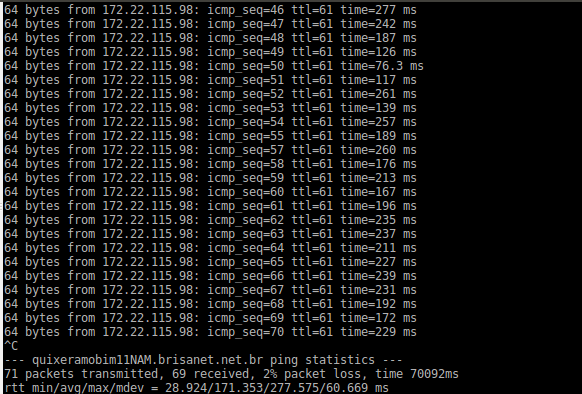 64 bytes from 172.22.115.98: icmp_seq=46 ttl=61 time=277 ms
64 bytes from 172.22.115.98: icmp_seq=47 ttl=61 time=242 ms
64 bytes from 172.22.115.98: icmp_seq=48 ttl=61 time=187 ms
64 bytes from 172.22.115.98: icmp_seq=49 ttl=61 time=126 ms
64 bytes from 172.22.115.98: icmp_seq=50 ttl=61 time=76.3 ms
64 bytes from 172.22.115.98: icmp_seq=51 ttl=61 time=117 ms
64 bytes from 172.22.115.98: icmp_seq=52 ttl=61 time=261 ms
64 bytes from 172.22.115.98: icmp_seq=53 ttl=61 time=139 ms
64 bytes from 172.22.115.98: icmp_seq=54 ttl=61 time=257 ms
64 bytes from 172.22.115.98: icmp_seq=55 ttl=61 time=189 ms
64 bytes from 172.22.115.98: icmp_seq=57 ttl=61 time=260 ms
64 bytes from 172.22.115.98: icmp_seq=58 ttl=61 time=176 ms
64 bytes from 172.22.115.98: icmp_seq=59 ttl=61 time=213 ms
64 bytes from 172.22.115.98: icmp_seq=60 ttl=61 time=167 ms
64 bytes from 172.22.115.98: icmp_seq=61 ttl=61 time=196 ms
64 bytes from 172.22.115.98: icmp_seq=62 ttl=61 time=235 ms
64 bytes from 172.22.115.98: icmp_seq=63 ttl=61 time=237 ms
64 bytes from 172.22.115.98: icmp_seq=64 ttl=61 time=211 ms
64 bytes from 172.22.115.98: icmp_seq=65 ttl=61 time=227 ms
64 bytes from 172.22.115.98: icmp_seq=66 ttl=61 time=239 ms
64 bytes from 172.22.115.98: icmp_seq=67 ttl=61 time=231 ms
64 bytes from 172.22.115.98: icmp_seq=68 ttl=61 time=192 ms
64 bytes from 172.22.115.98: icmp_seq=69 ttl=61 time=172 ms
64 bytes from 172.22.115.98: icmp_seq=70 ttl=61 time=229 ms
^C
--- quixeramobim11NAM.brisanet.net.br ping statistics ---
71 packets transmitted, 69 received, 2% packet loss, time 70092ms
rtt min/avg/max/mdev = 28.924/171.353/277.575/60.669 ms